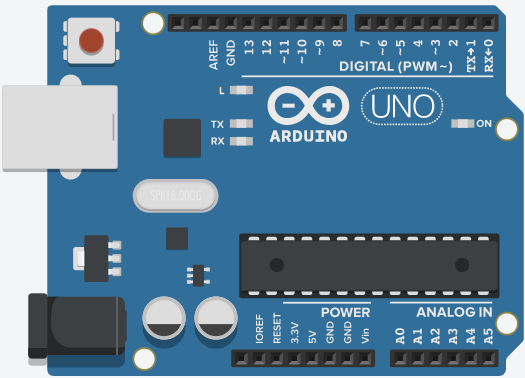 AREF
GND
13
12
~11
~10
~9
8
7
~6
~5
4
~3
2
TX→1
RX←0
DIGITAL (PWM~)
L
TX
RX
ARDUINO
UNO
ON
SPK16.000G
POWER
ANALOG IN
IOREF
RESET
3.3V
5V
GND
GND
Vin
A0
A1
A2
A3
A4
A5